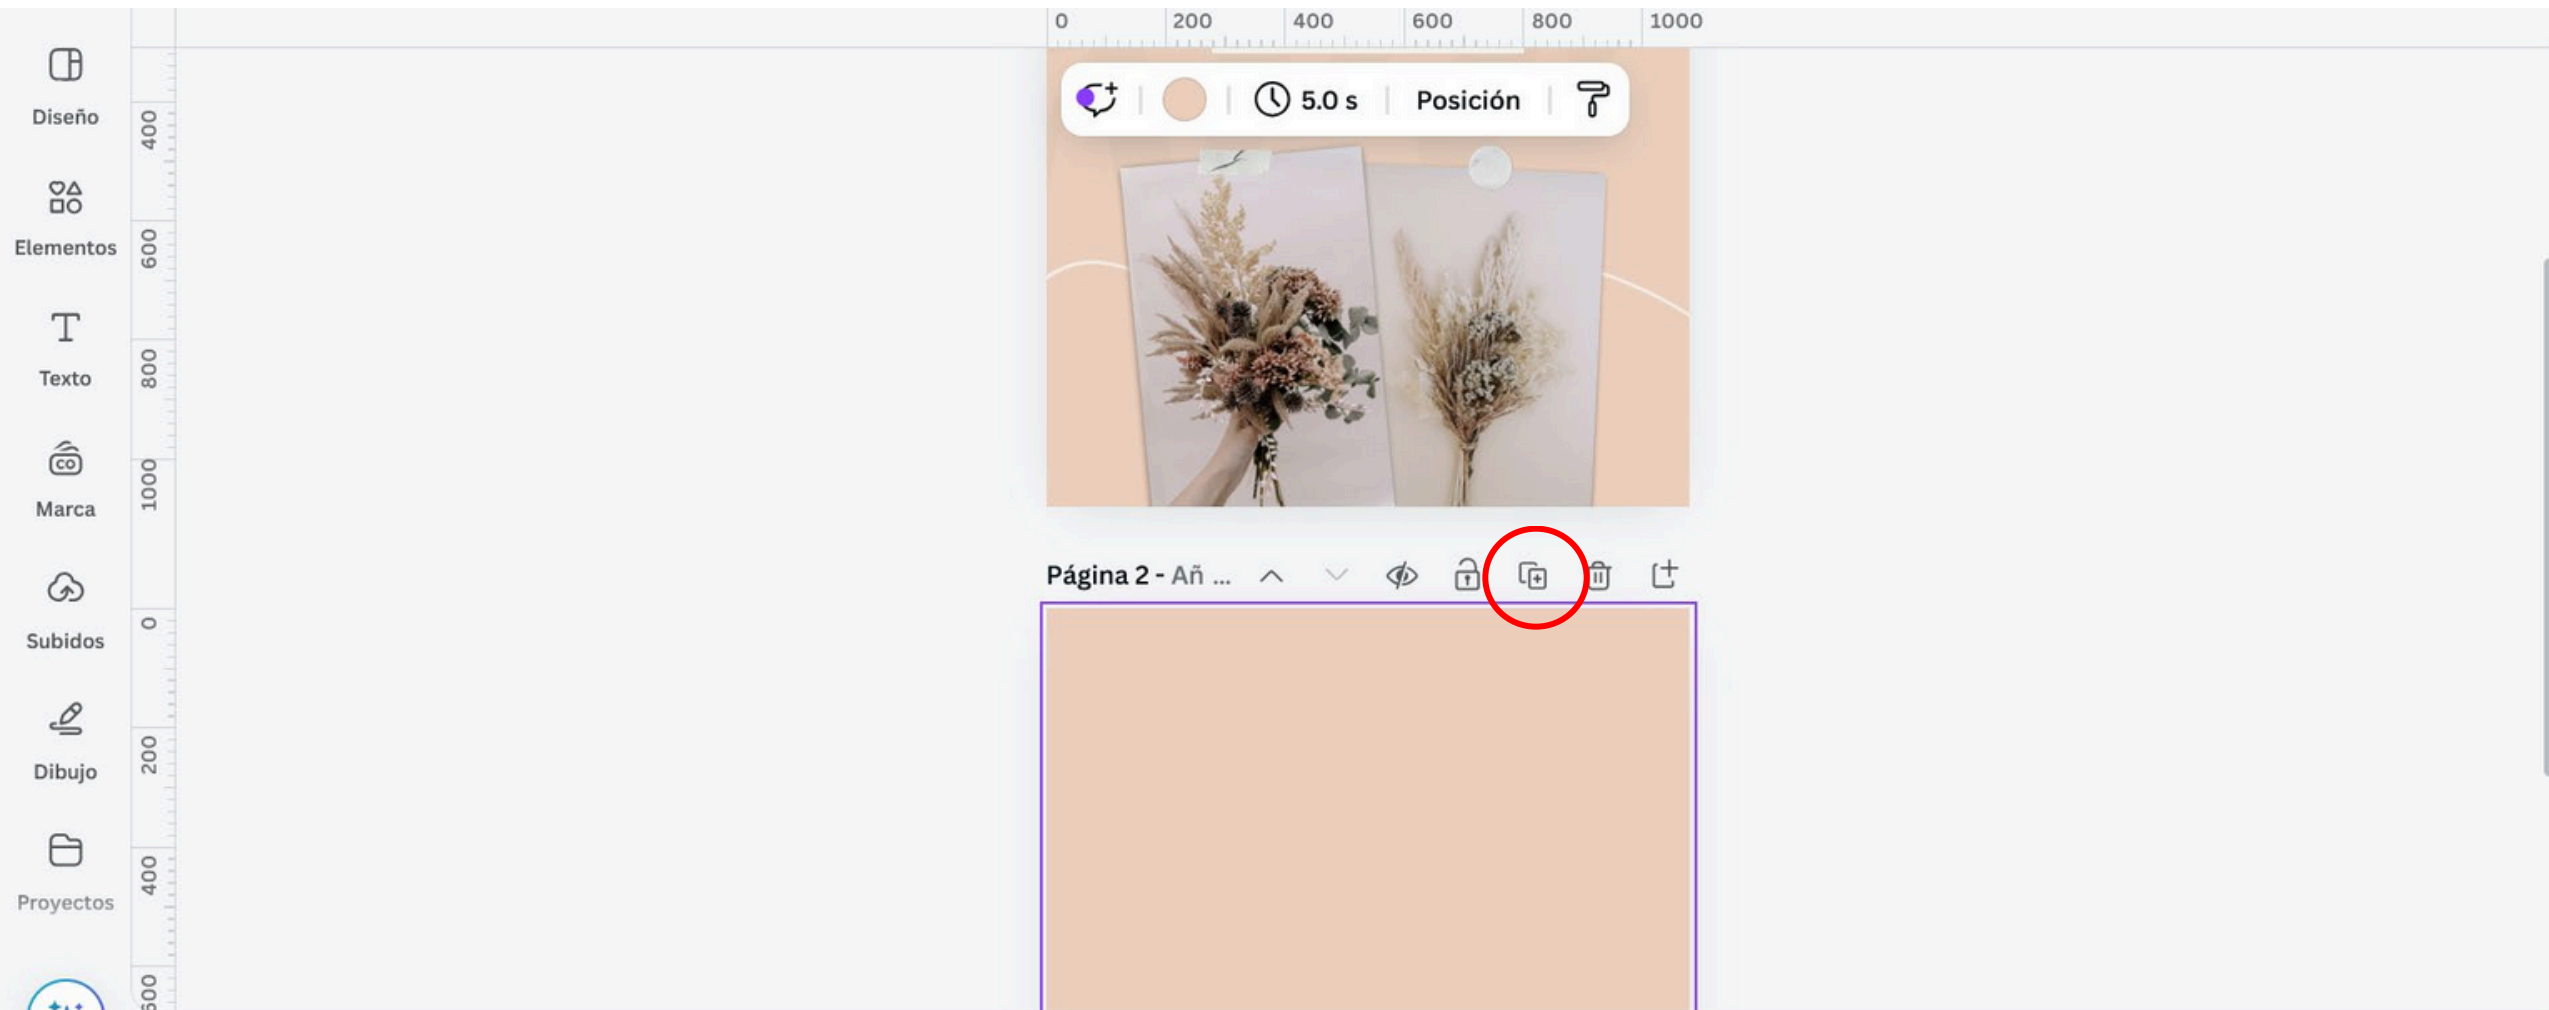 0 200 400 600 800 1000
Diseño
Elementos
Texto
Marca
CO
Subidos
Dibujo
Proyectos
400
600
800
1000
0
200
400
5.0 s Posición
Página 2 - Añ ...